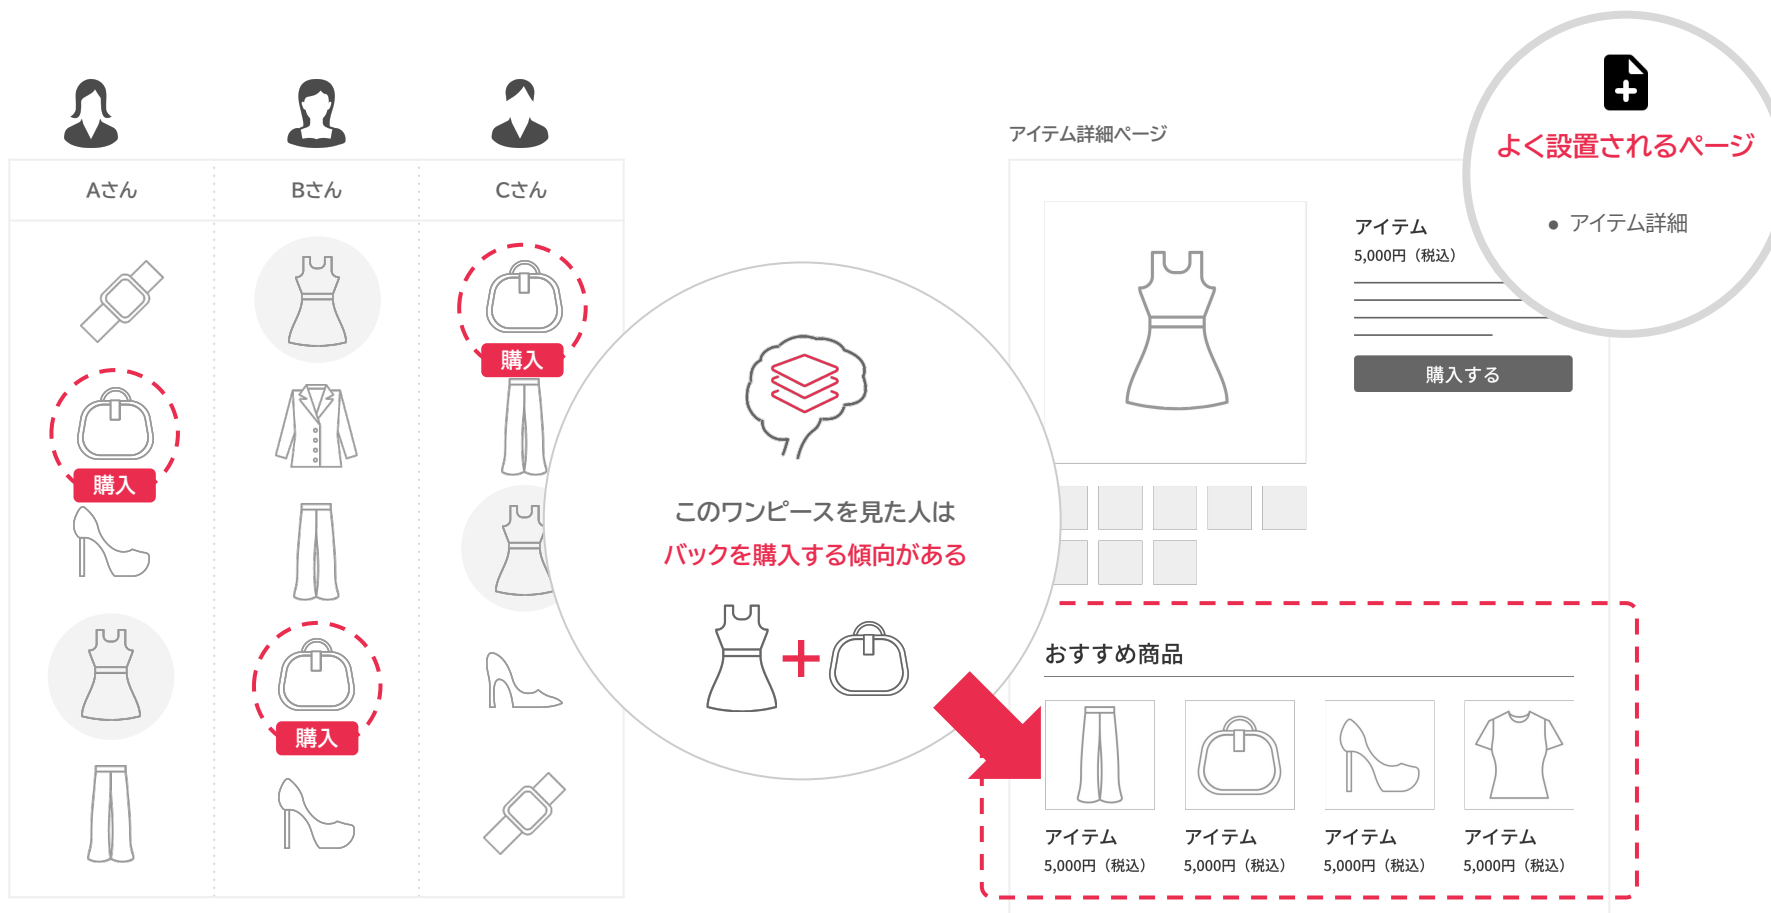 Aさん
Bさん
Cさん
購入
購入
購入
このワンピースを見た人は
バックを購入する傾向がある
アイテム詳細ページ
よく設置されるページ
● アイテム詳細
アイテム
5,000円（税込）
購入する
おすすめ商品
アイテム
5,000円（税込）
アイテム
5,000円（税込）
アイテム
5,000円（税込）
アイテム
5,000円（税込）